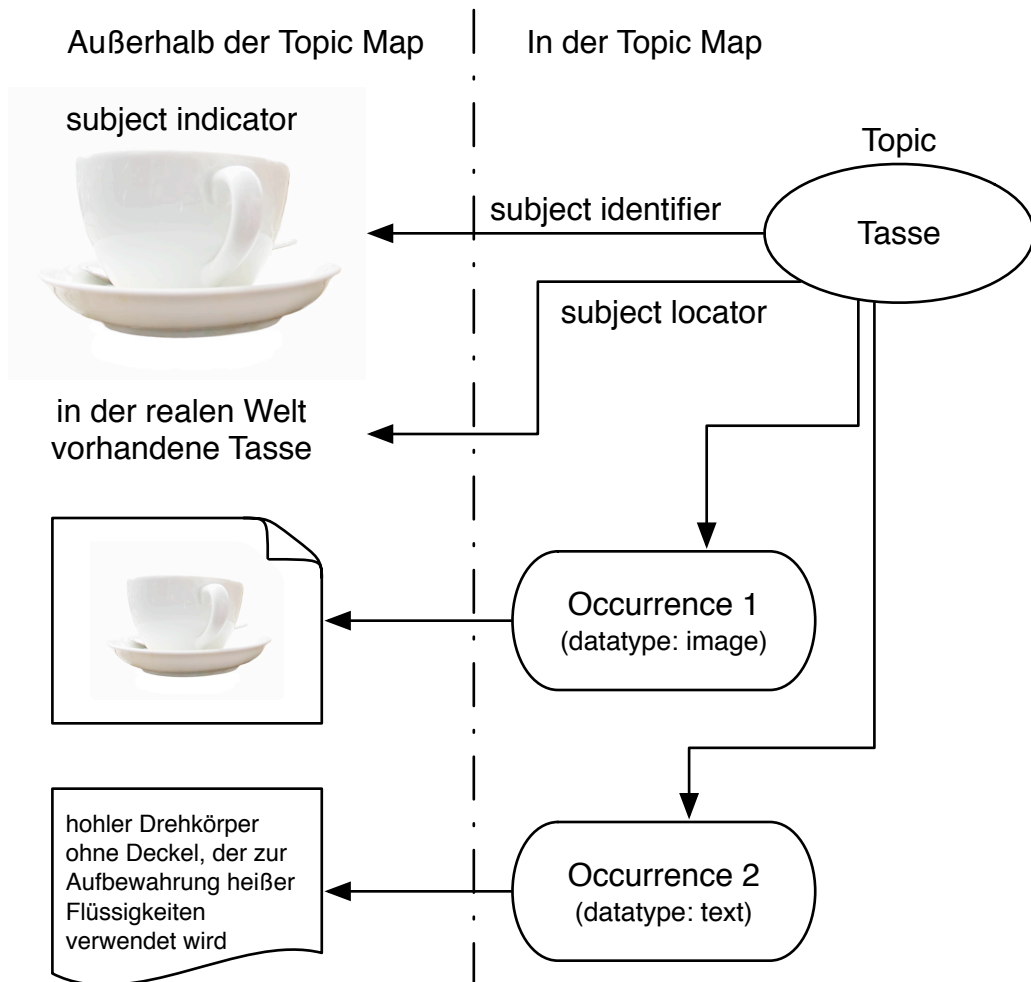 Außerhalb der Topic Map
In der Topic Map
subject indicator
Topic
subject identifier
Tasse
subject locator
in der realen Welt
vorhandene Tasse
Occurrence 1
(datatype: image)
hohler Drehkörper
ohne Deckel, der zur
Aufbewahrung heißer
Flüssigkeiten
verwendet wird
Occurrence 2
(datatype: text)